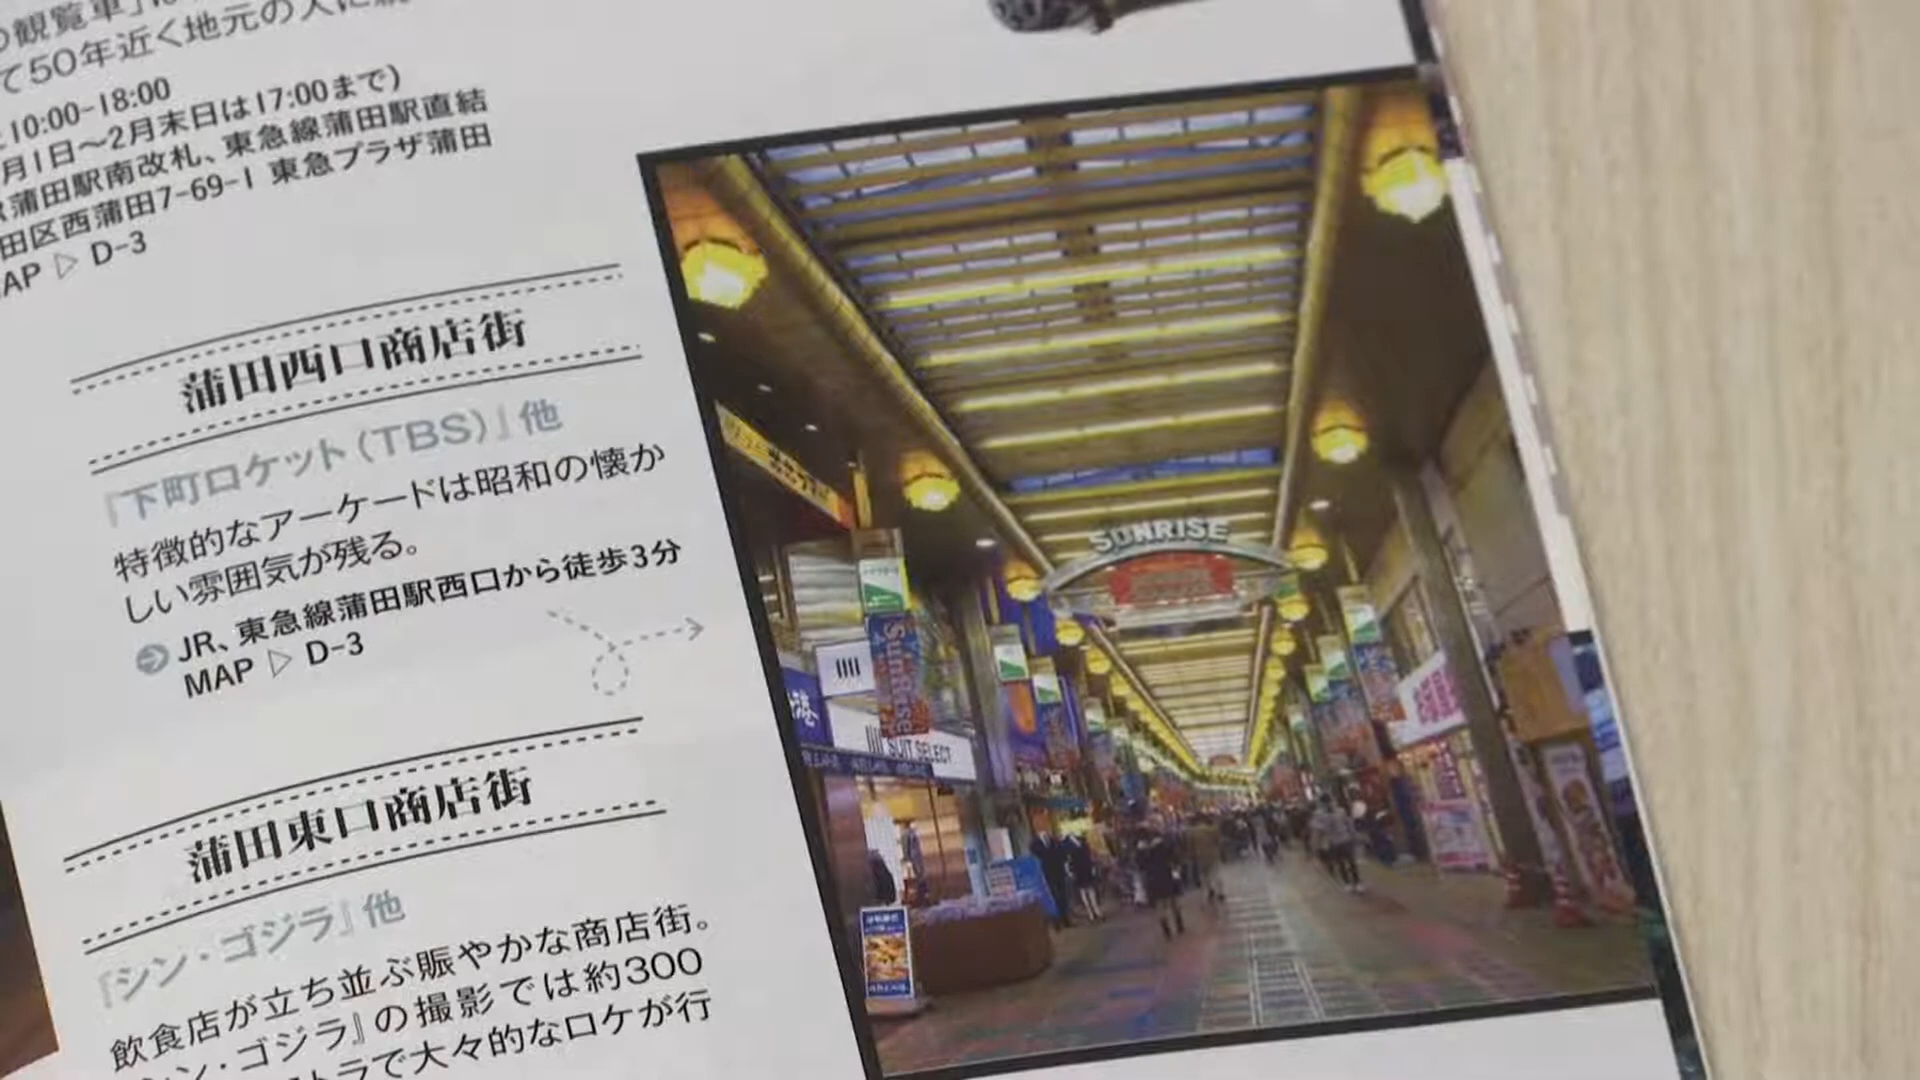 の観覧車」は
て50年近く地元の人に
10:00-18:00
月1日〜2月末日は17:00まで)
蒲田駅南改札、東急線蒲田駅直結
田区西蒲田7-69-1 東急プラザ蒲田
AP ▷ D-3
蒲田西口商店街
『下町ロケット(TBS)』他
特徴的なアーケードは昭和の懐か
しい雰囲気が残る。
JR、東急線蒲田駅西口から徒歩3分
MAP ▷ D-3
蒲田東口商店街
『シン・ゴジラ』他
飲食店が立ち並ぶ賑やかな商店街。
ン・ゴジラ』の撮影では約300
トラで大々的なロケが行
SUNRISE
Sunrise
SUIT SELECT